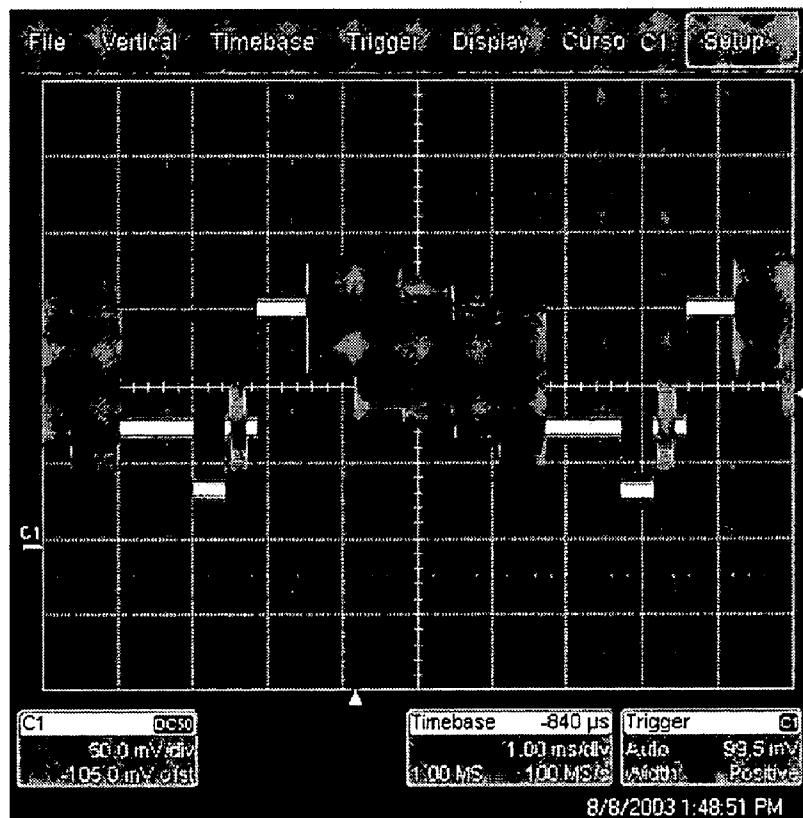 File Vertical Timebase Trigger Display Curso C1 Setup
C1
C1 DC50
50.0 mV/div
-105.0 mV ofst
Timebase -840 µs
1.00 ms/div
1.00 MS 100 MS/s
Trigger C1
Auto 99.5 mV
Width Positive
8/8/2003 1:48:51 PM